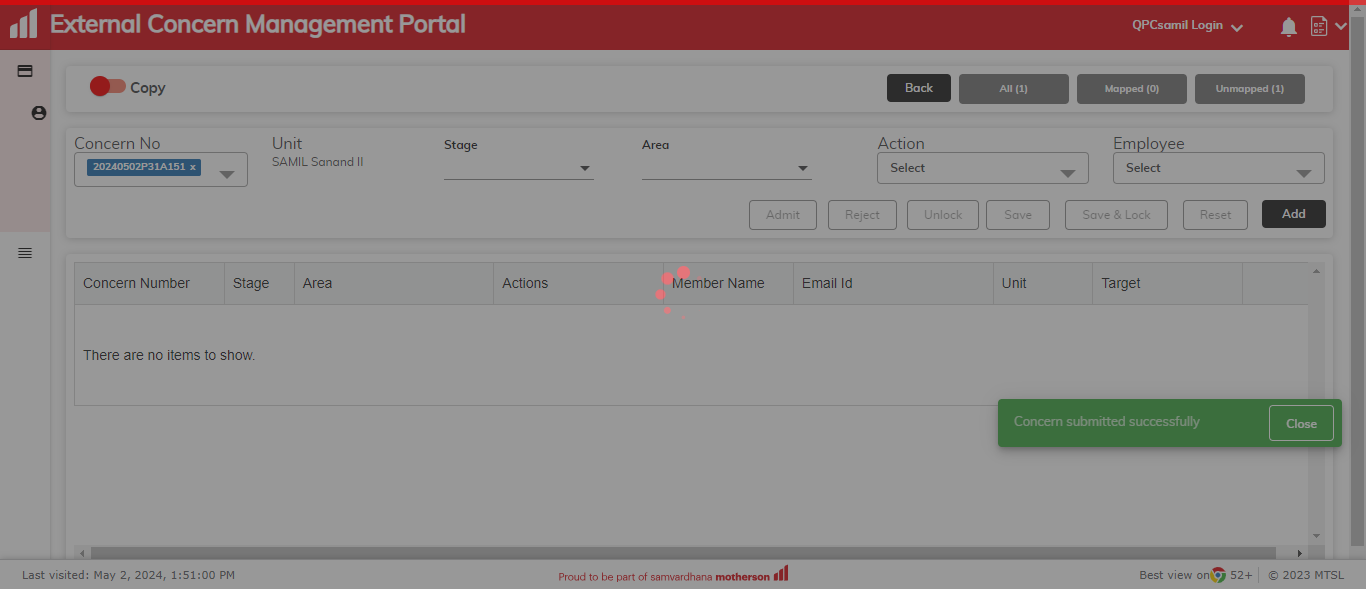 External Concern Management Portal
QPCsamil Login
Copy
Back
All (1)
Mapped (0)
Unmapped (1)
Concern No
20240502P31A151 x
Unit
SAMIL Sanand II
Stage
Area
Action
Select
Employee
Select
Admit
Reject
Unlock
Save
Save & Lock
Reset
Add
Concern Number
Stage
Area
Actions
Member Name
Email Id
Unit
Target
There are no items to show.
Concern submitted successfully
Close
Last visited: May 2, 2024, 1:51:00 PM
Proud to be part of samvardhana motherson
Best view on 52+
© 2023 MTSL